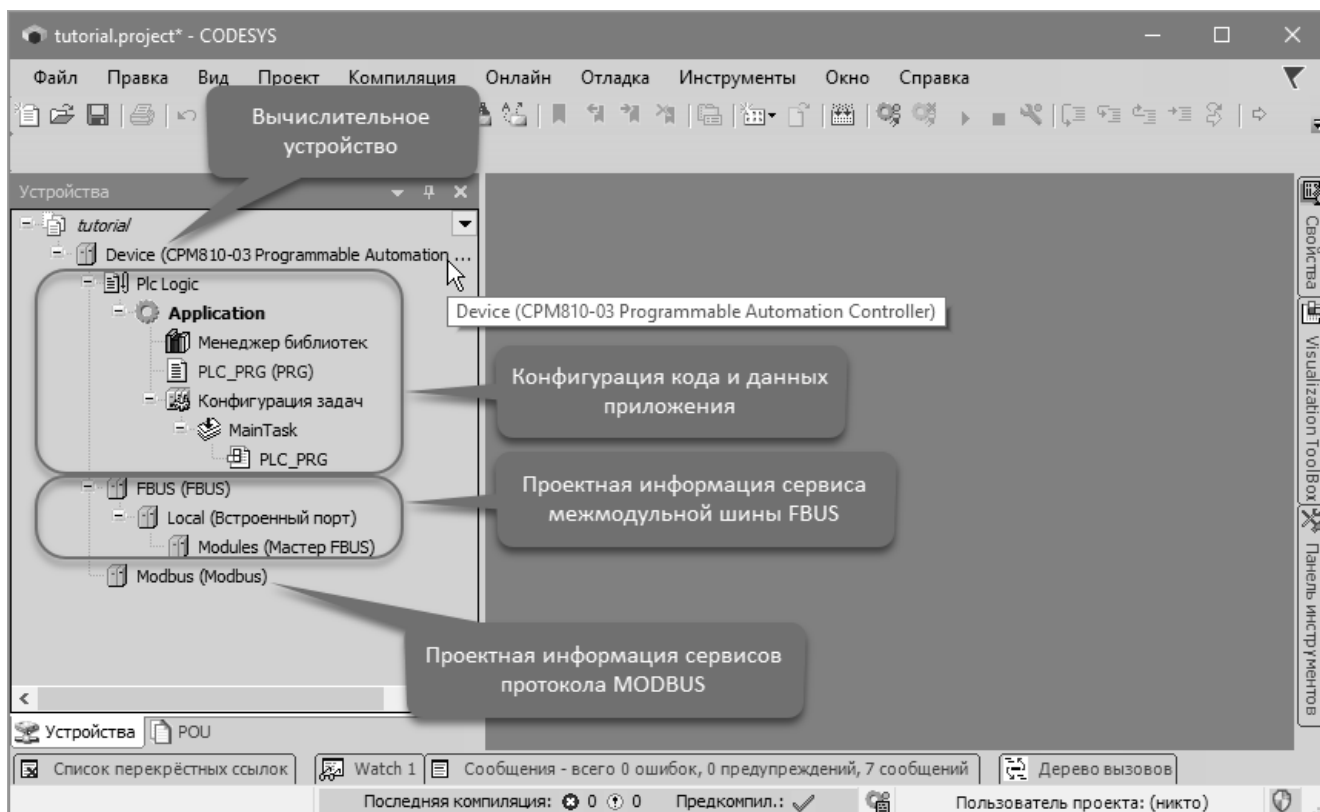 tutorial.project* - CODESYS
Файл Правка Вид Проект Компиляция Онлайн Отладка Инструменты Окно Справка
Вычислительное
устройство
Устройства
tutorial
Device (CPM810-03 Programmable Automation ...
Plc Logic
Application
Device (CPM810-03 Programmable Automation Controller)
Менеджер библиотек
PLC_PRG (PRG)
Конфигурация задач
MainTask
PLC_PRG
Конфигурация кода и данных
приложения
FBUS (FBUS)
Local (Встроенный порт)
Modules (Мастер FBUS)
Проектная информация сервиса
межмодульной шины FBUS
Modbus (Modbus)
Проектная информация сервисов
протокола MODBUS
Свойства
Visualization ToolBox
Панель инструментов
Устройства POU
Список перекрёстных ссылок Watch 1 Сообщения - всего 0 ошибок, 0 предупреждений, 7 сообщений Дерево вызовов
Последняя компиляция: 0 0 Предкомпил.: Пользователь проекта: (никто)